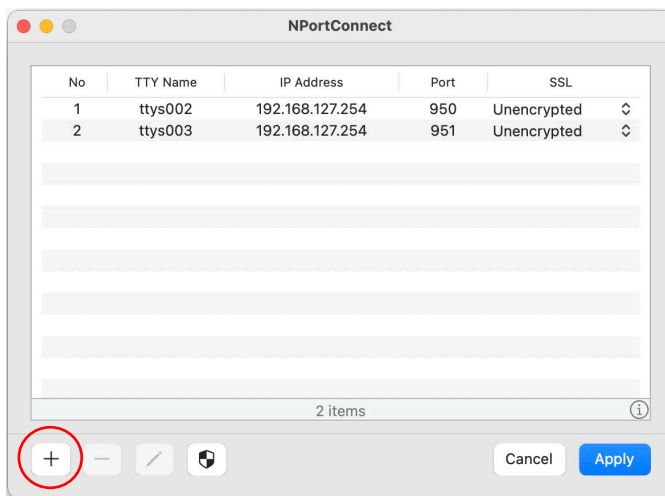 NPortConnect
No TTY Name IP Address Port SSL
1 ttys002 192.168.127.254 950 Unencrypted
2 ttys003 192.168.127.254 951 Unencrypted
2 items
Cancel Apply